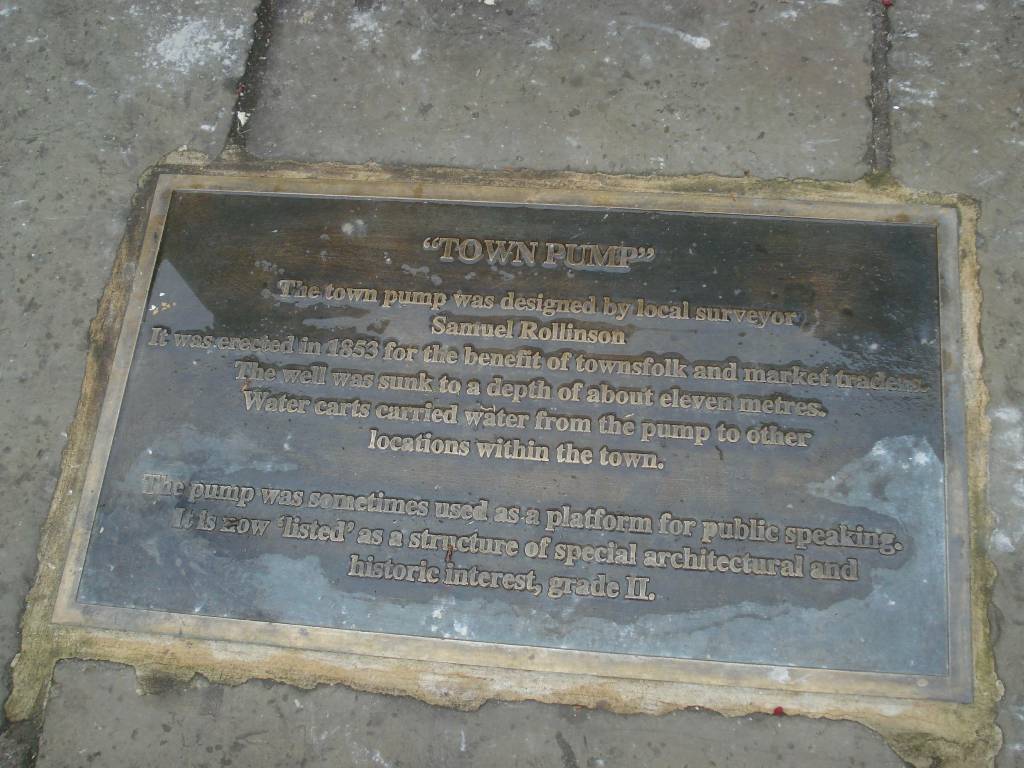 “TOWN PUMP”
The town pump was designed by local surveyor
Samuel Rollinson
It was erected in 1853 for the benefit of townsfolk and market traders.
The well was sunk to a depth of about eleven metres.
Water carts carried water from the pump to other
locations within the town.
The pump was sometimes used as a platform for public speaking.
It is now ‘listed’ as a structure of special architectural and
historic interest, grade II.